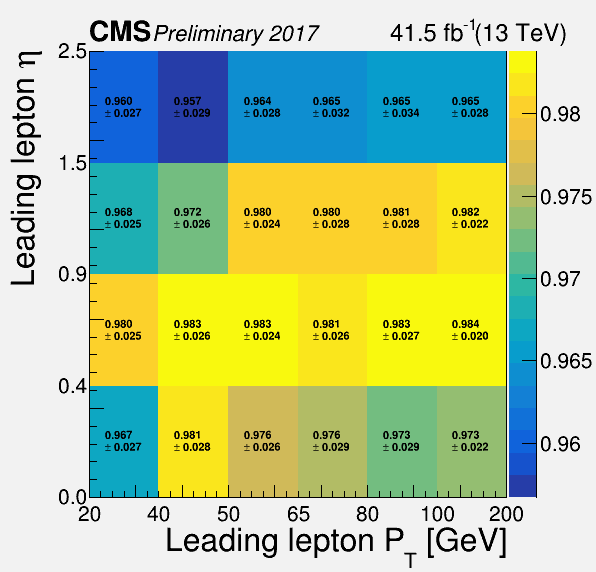 CMS Preliminary 2017 41.5 fb-1(13 TeV)
Leading lepton η
2.5
0.960 0.957 0.964 0.965 0.965 0.965
± 0.027 ± 0.029 ± 0.028 ± 0.032 ± 0.034 ± 0.028
0.98
1.5
0.975
0.968 0.972 0.980 0.980 0.981 0.982
± 0.025 ± 0.026 ± 0.024 ± 0.028 ± 0.028 ± 0.022
0.9
0.97
0.980 0.983 0.983 0.981 0.983 0.984
± 0.025 ± 0.026 ± 0.024 ± 0.026 ± 0.027 ± 0.020
0.965
0.4
0.967 0.981 0.976 0.976 0.973 0.973
± 0.027 ± 0.028 ± 0.026 ± 0.029 ± 0.029 ± 0.022
0.96
0.0
20 40 50 65 80 100 200
Leading lepton PT [GeV]